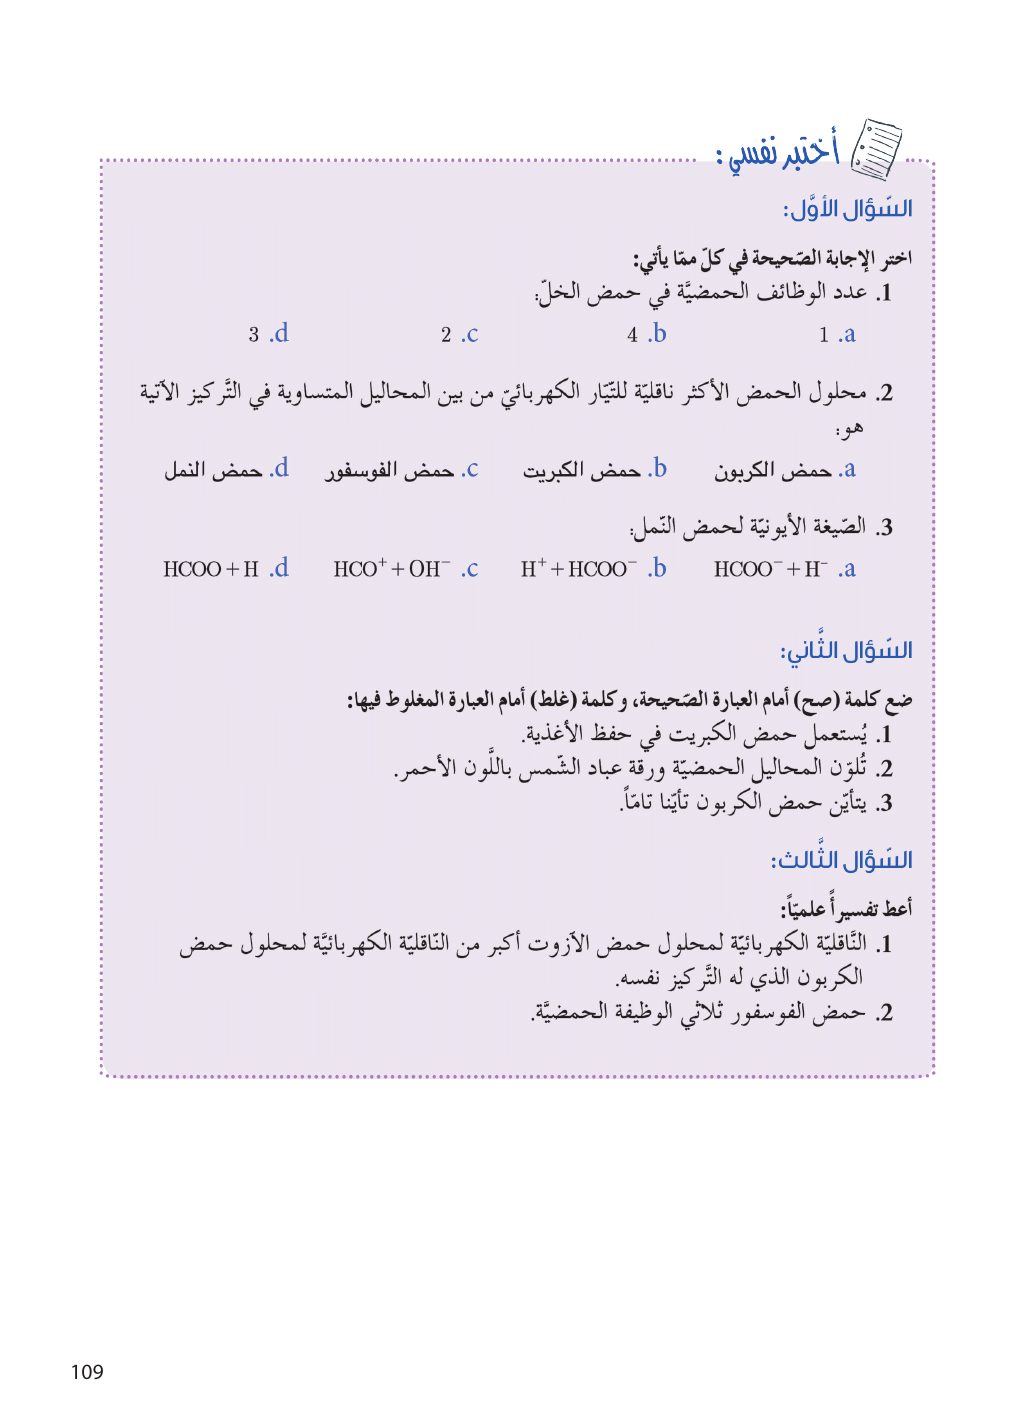 أختبر نفسي:
السّؤال الأوَّل:
اختر الإجابة الصّحيحة في كلّ ممّا يأتي:
1. عدد الوظائف الحمضيَّة في حمض الخلّ:
a. 1 b. 4 c. 2 d. 3
2. محلول الحمض الأكثر ناقليّة للتّيّار الكهربائيّ من بين المحاليل المتساوية في التَّركيز الآتية
هو:
a. حمض الكربون b. حمض الكبريت c. حمض الفوسفور d. حمض النمل
3. الصّيغة الأيونيّة لحمض النّمل:
a. HCOO⁻ + H⁻ b. H⁺ + HCOO⁻ c. HCO⁺ + OH⁻ d. HCOO + H
السّؤال الثَّاني:
ضع كلمة (صح) أمام العبارة الصّحيحة، وكلمة (غلط) أمام العبارة المغلوط فيها:
1. يُستعمل حمض الكبريت في حفظ الأغذية.
2. تُلوّن المحاليل الحمضيّة ورقة عباد الشّمس باللَّون الأحمر.
3. يتأيّن حمض الكربون تأيّنا تامّاً.
السّؤال الثَّالث:
أعط تفسيراً علميّاً:
1. النَّاقليّة الكهربائيّة لمحلول حمض الآزوت أكبر من النّاقليّة الكهربائيَّة لمحلول حمض
الكربون الذي له التَّركيز نفسه.
2. حمض الفوسفور ثلاثي الوظيفة الحمضيَّة.
109